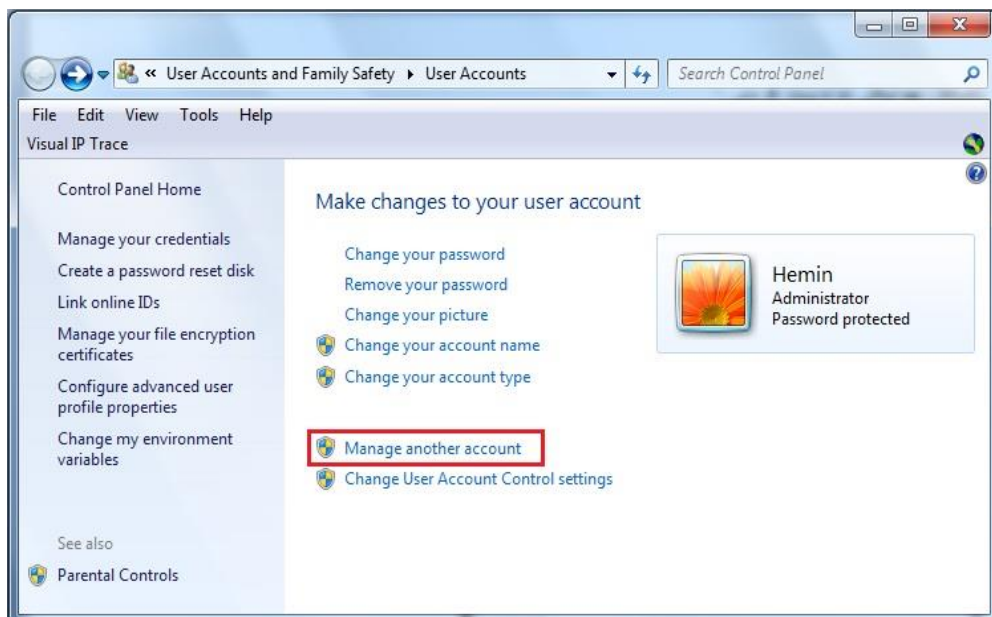 « User Accounts and Family Safety ▸ User Accounts
Search Control Panel
File Edit View Tools Help
Visual IP Trace
Control Panel Home
Manage your credentials
Create a password reset disk
Link online IDs
Manage your file encryption
certificates
Configure advanced user
profile properties
Change my environment
variables
See also
Parental Controls
Make changes to your user account
Change your password
Remove your password
Change your picture
Change your account name
Change your account type
Manage another account
Change User Account Control settings
Hemin
Administrator
Password protected